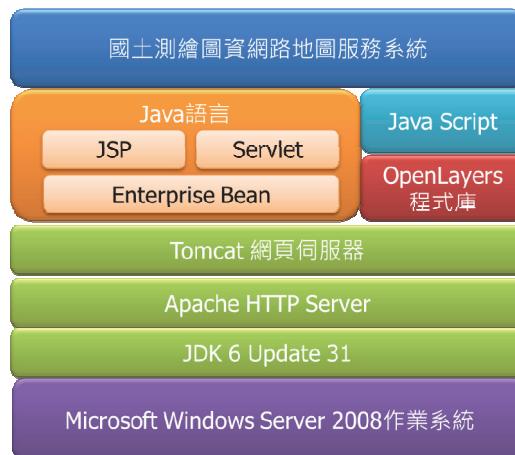 國土測繪圖資網路地圖服務系統
Java語言
JSP
Servlet
Enterprise Bean
Java Script
OpenLayers
程式庫
Tomcat 網頁伺服器
Apache HTTP Server
JDK 6 Update 31
Microsoft Windows Server 2008作業系統